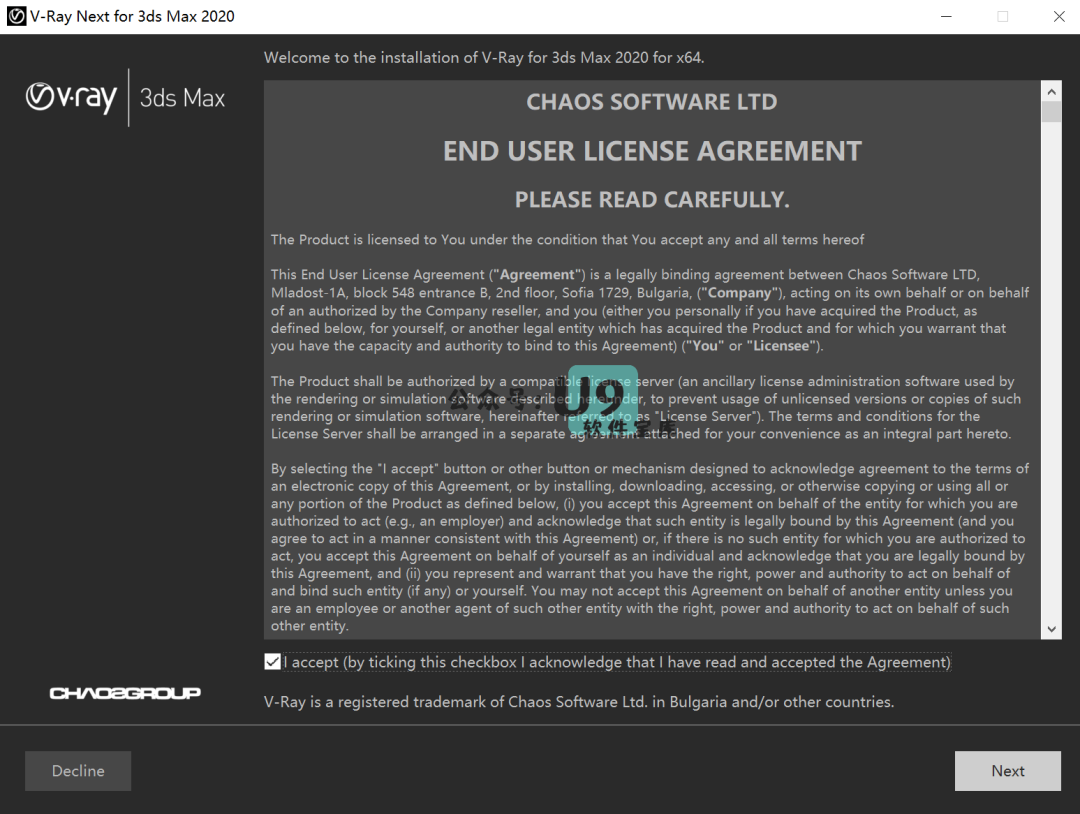 V-Ray Next for 3ds Max 2020
Welcome to the installation of V-Ray for 3ds Max 2020 for x64.
v·ray
3ds Max
CHAOS SOFTWARE LTD
END USER LICENSE AGREEMENT
PLEASE READ CAREFULLY.
The Product is licensed to You under the condition that You accept any and all terms hereof
This End User License Agreement ("Agreement") is a legally binding agreement between Chaos Software LTD,
Mladost-1A, block 548 entrance B, 2nd floor, Sofia 1729, Bulgaria, ("Company"), acting on its own behalf or on behalf
of an authorized by the Company reseller, and you (either you personally if you have acquired the Product, as
defined below, for yourself, or another legal entity which has acquired the Product and for which you warrant that
you have the capacity and authority to bind to this Agreement) ("You" or "Licensee").
The Product shall be authorized by a compatible license server (an ancillary license administration software used by
the rendering or simulation software described hereunder, to prevent usage of unlicensed versions or copies of such
rendering or simulation software, hereinafter referred to as "License Server"). The terms and conditions for the
License Server shall be arranged in a separate agreement attached for your convenience as an integral part hereto.
公众号：U9
软件宝库
By selecting the "I accept" button or other button or mechanism designed to acknowledge agreement to the terms of
an electronic copy of this Agreement, or by installing, downloading, accessing, or otherwise copying or using all or
any portion of the Product as defined below, (i) you accept this Agreement on behalf of the entity for which you are
authorized to act (e.g., an employer) and acknowledge that such entity is legally bound by this Agreement (and you
agree to act in a manner consistent with this Agreement) or, if there is no such entity for which you are authorized to
act, you accept this Agreement on behalf of yourself as an individual and acknowledge that you are legally bound by
this Agreement, and (ii) you represent and warrant that you have the right, power and authority to act on behalf of
and bind such entity (if any) or yourself. You may not accept this Agreement on behalf of another entity unless you
are an employee or another agent of such other entity with the right, power and authority to act on behalf of such
other entity.
I accept (by ticking this checkbox I acknowledge that I have read and accepted the Agreement)
CHAOSGROUP
V-Ray is a registered trademark of Chaos Software Ltd. in Bulgaria and/or other countries.
Decline
Next